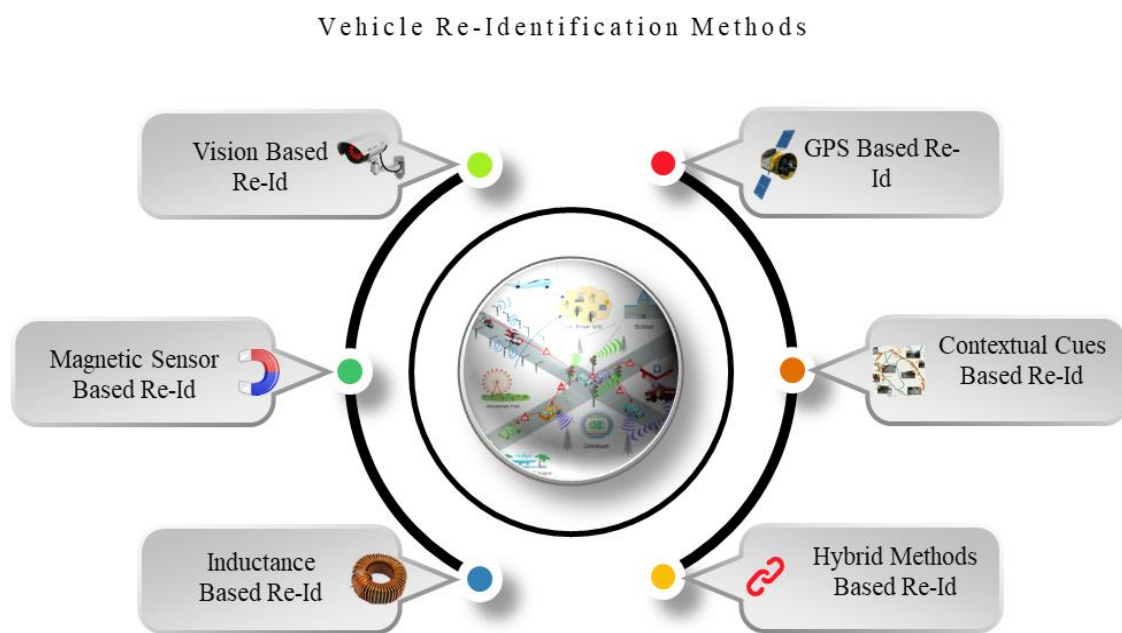 Vehicle Re-Identification Methods
Vision Based
Re-Id
GPS Based Re-
Id
Magnetic Sensor
Based Re-Id
Contextual Cues
Based Re-Id
Inductance
Based Re-Id
Hybrid Methods
Based Re-Id
School